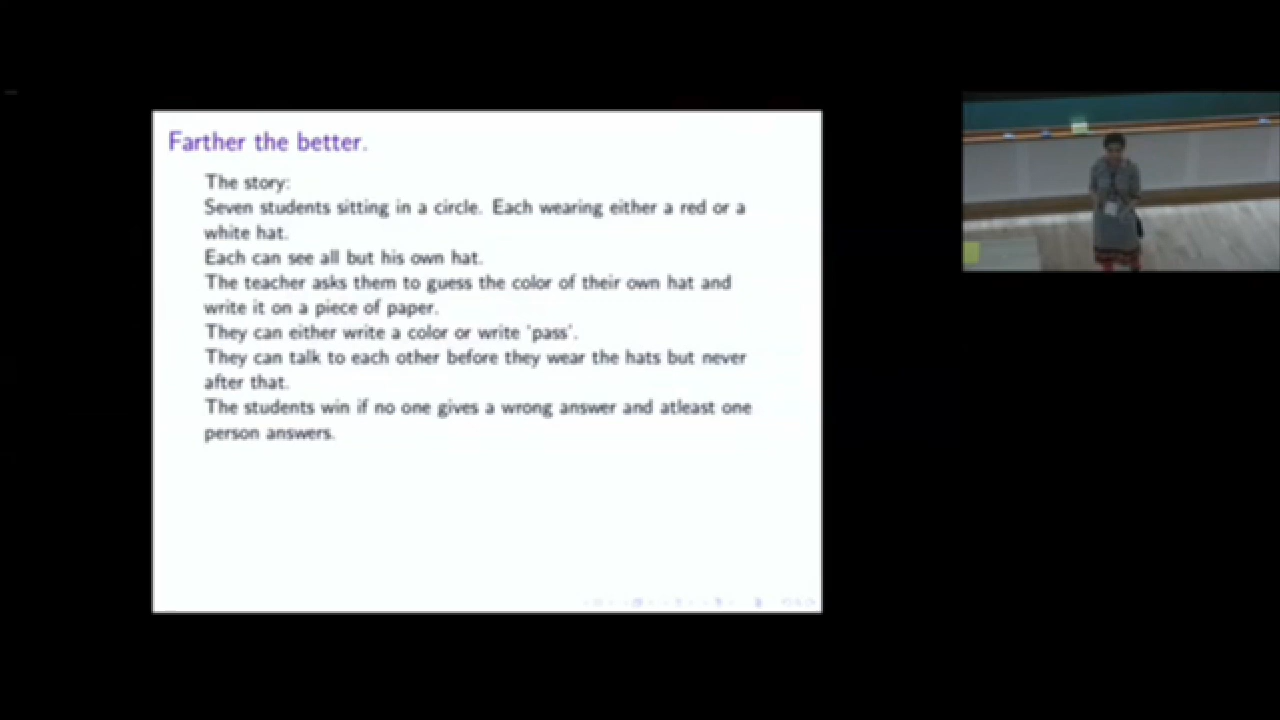 Farther the better.
The story:
Seven students sitting in a circle. Each wearing either a red or a
white hat.
Each can see all but his own hat.
The teacher asks them to guess the color of their own hat and
write it on a piece of paper.
They can either write a color or write 'pass'.
They can talk to each other before they wear the hats but never
after that.
The students win if no one gives a wrong answer and atleast one
person answers.